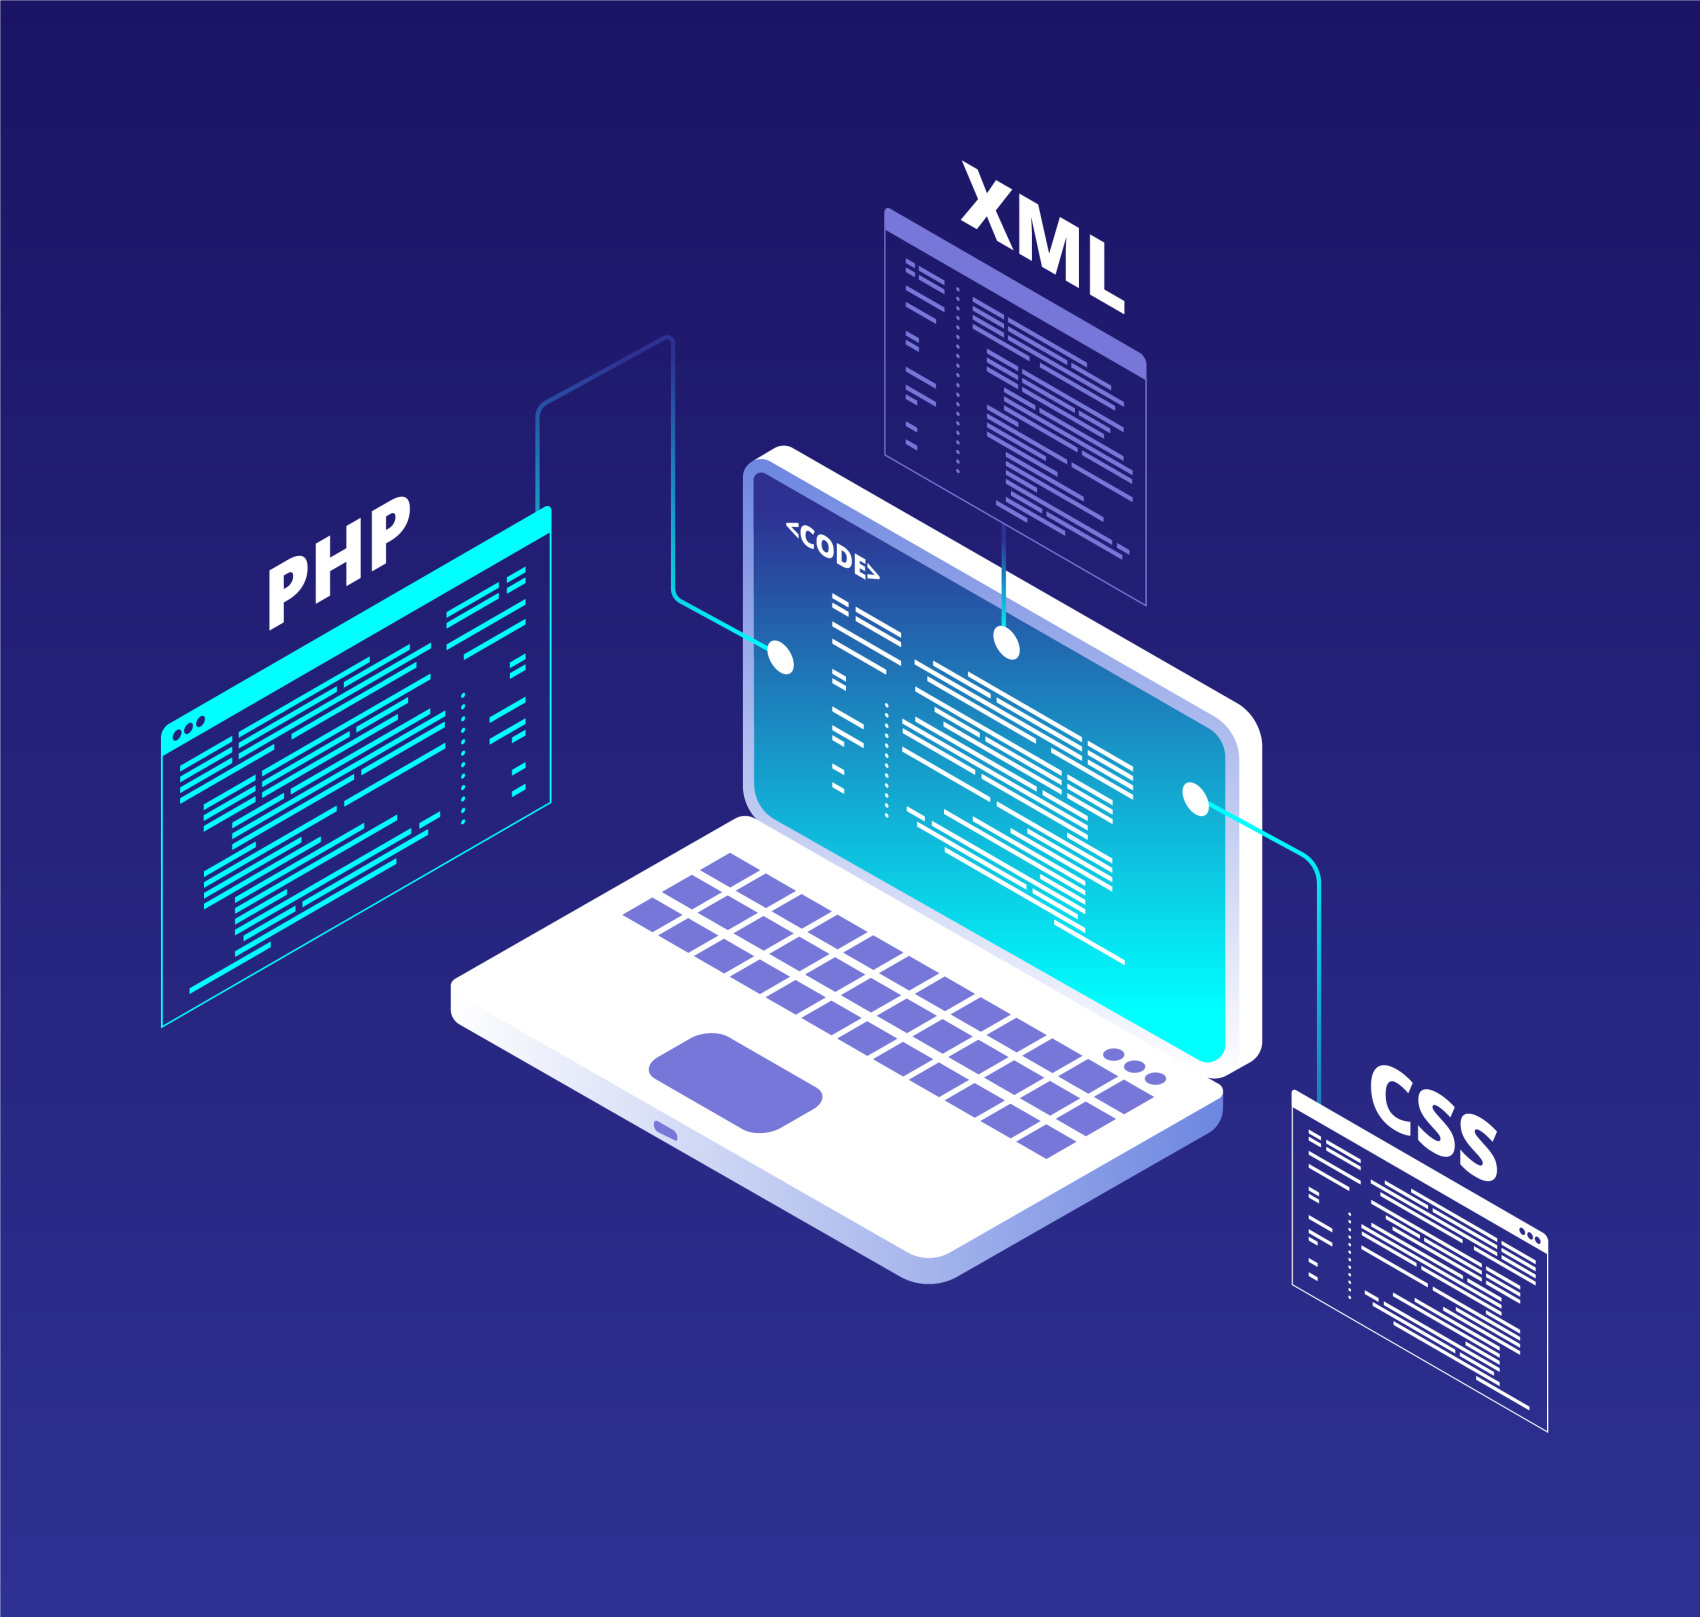 XML
PHP
<CODE>
CSS